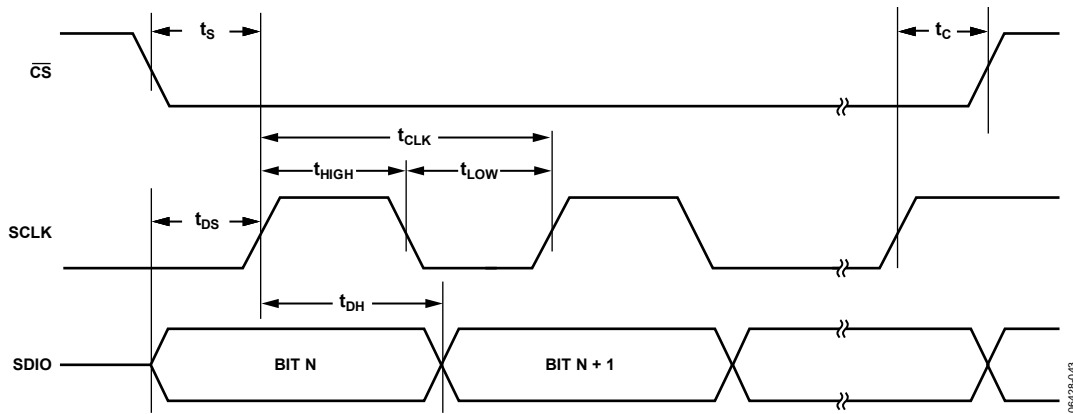 tS
tC
CS
tCLK
tHIGH
tLOW
tDS
SCLK
tDH
SDIO
BIT N
BIT N + 1
06428-043